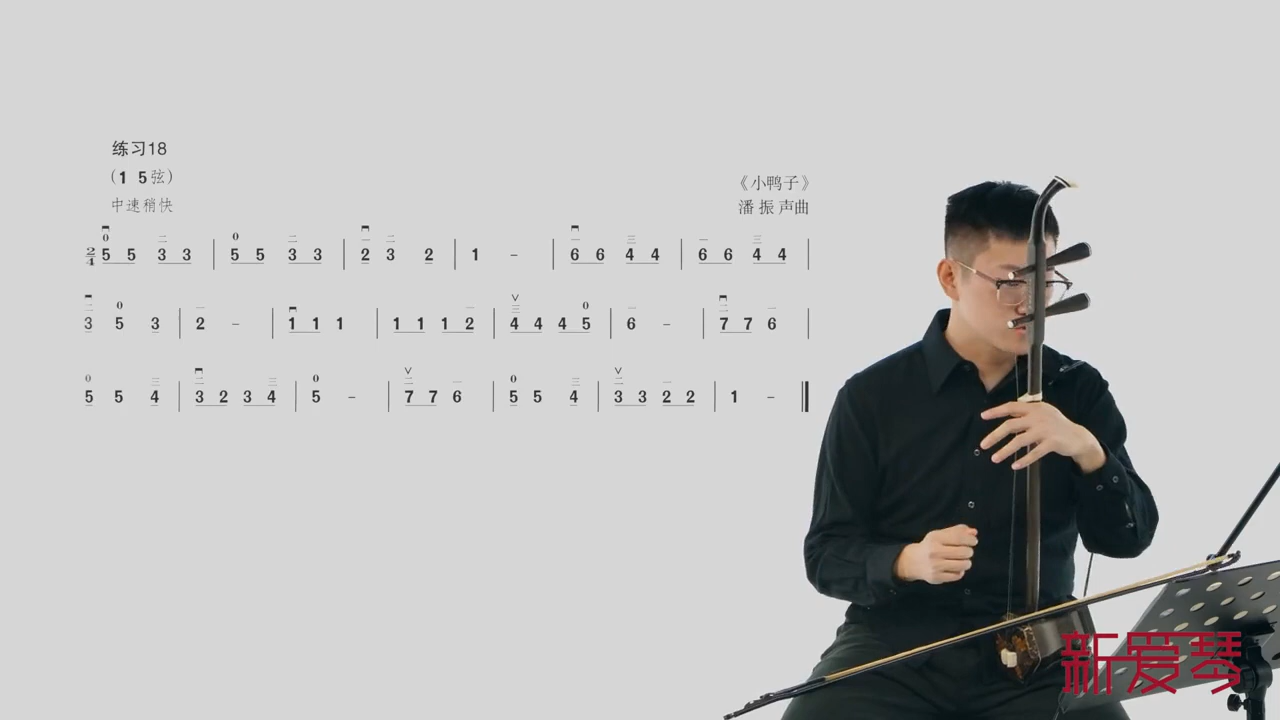 练习18
(1 5弦)
中速稍快
《小鸭子》
潘振声曲
2/4 5 5 3 3 | 5 5 3 3 | 2 3 2 | 1 – | 6 6 4 4 | 6 6 4 4 |
3 5 3 | 2 – | 1 1 1 | 1 1 1 2 | 4 4 4 5 | 6 – | 7 7 6 |
5 5 4 | 3 2 3 4 | 5 – | 7 7 6 | 5 5 4 | 3 3 2 2 | 1 – ‖
新爱琴